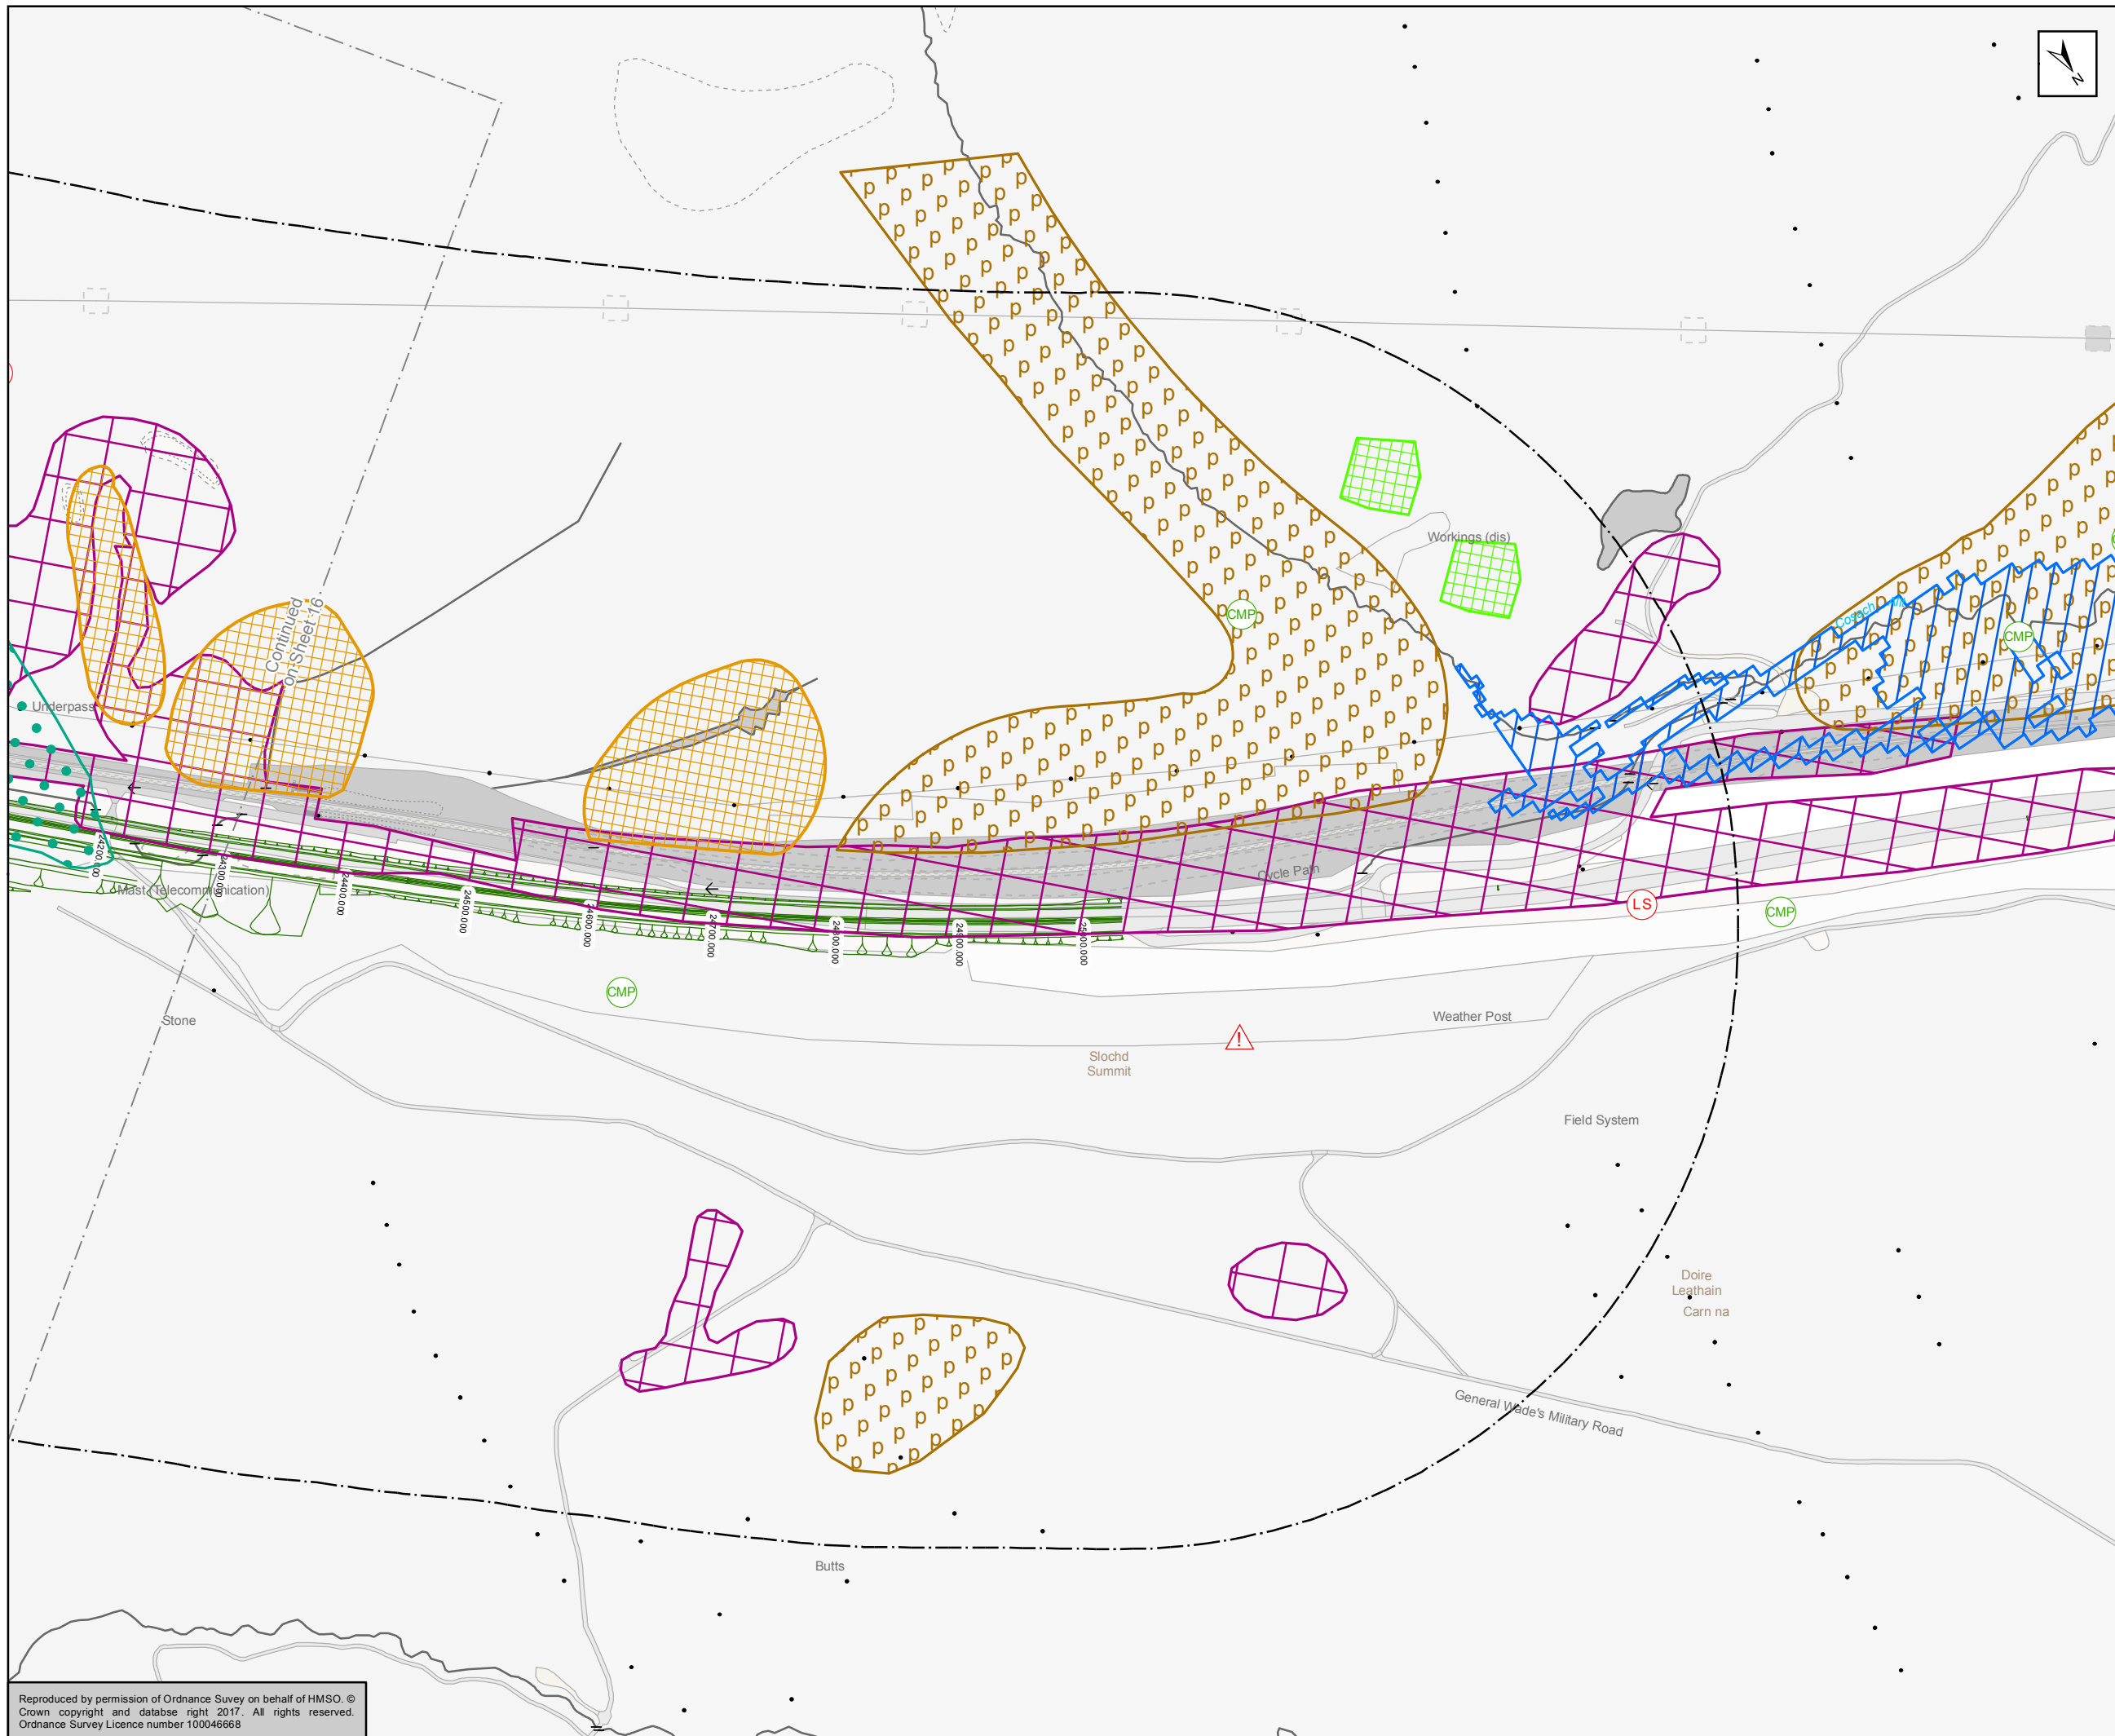 N
Continued
on Sheet 16
Workings (dis)
CMP
CMP
Underpass
Cycle Path
Mast (Telecommunication)
24200.000
24300.000
24400.000
24500.000
24600.000
24700.000
24800.000
24900.000
25000.000
LS
CMP
CMP
Stone
Weather Post
!
Slochd
Summit
Field System
Doire
Leathain
Carn na
General Wade's Military Road
Butts
Reproduced by permission of Ordnance Suvey on behalf of HMSO. ©
Crown copyright and databse right 2017. All rights reserved.
Ordnance Survey Licence number 100046668